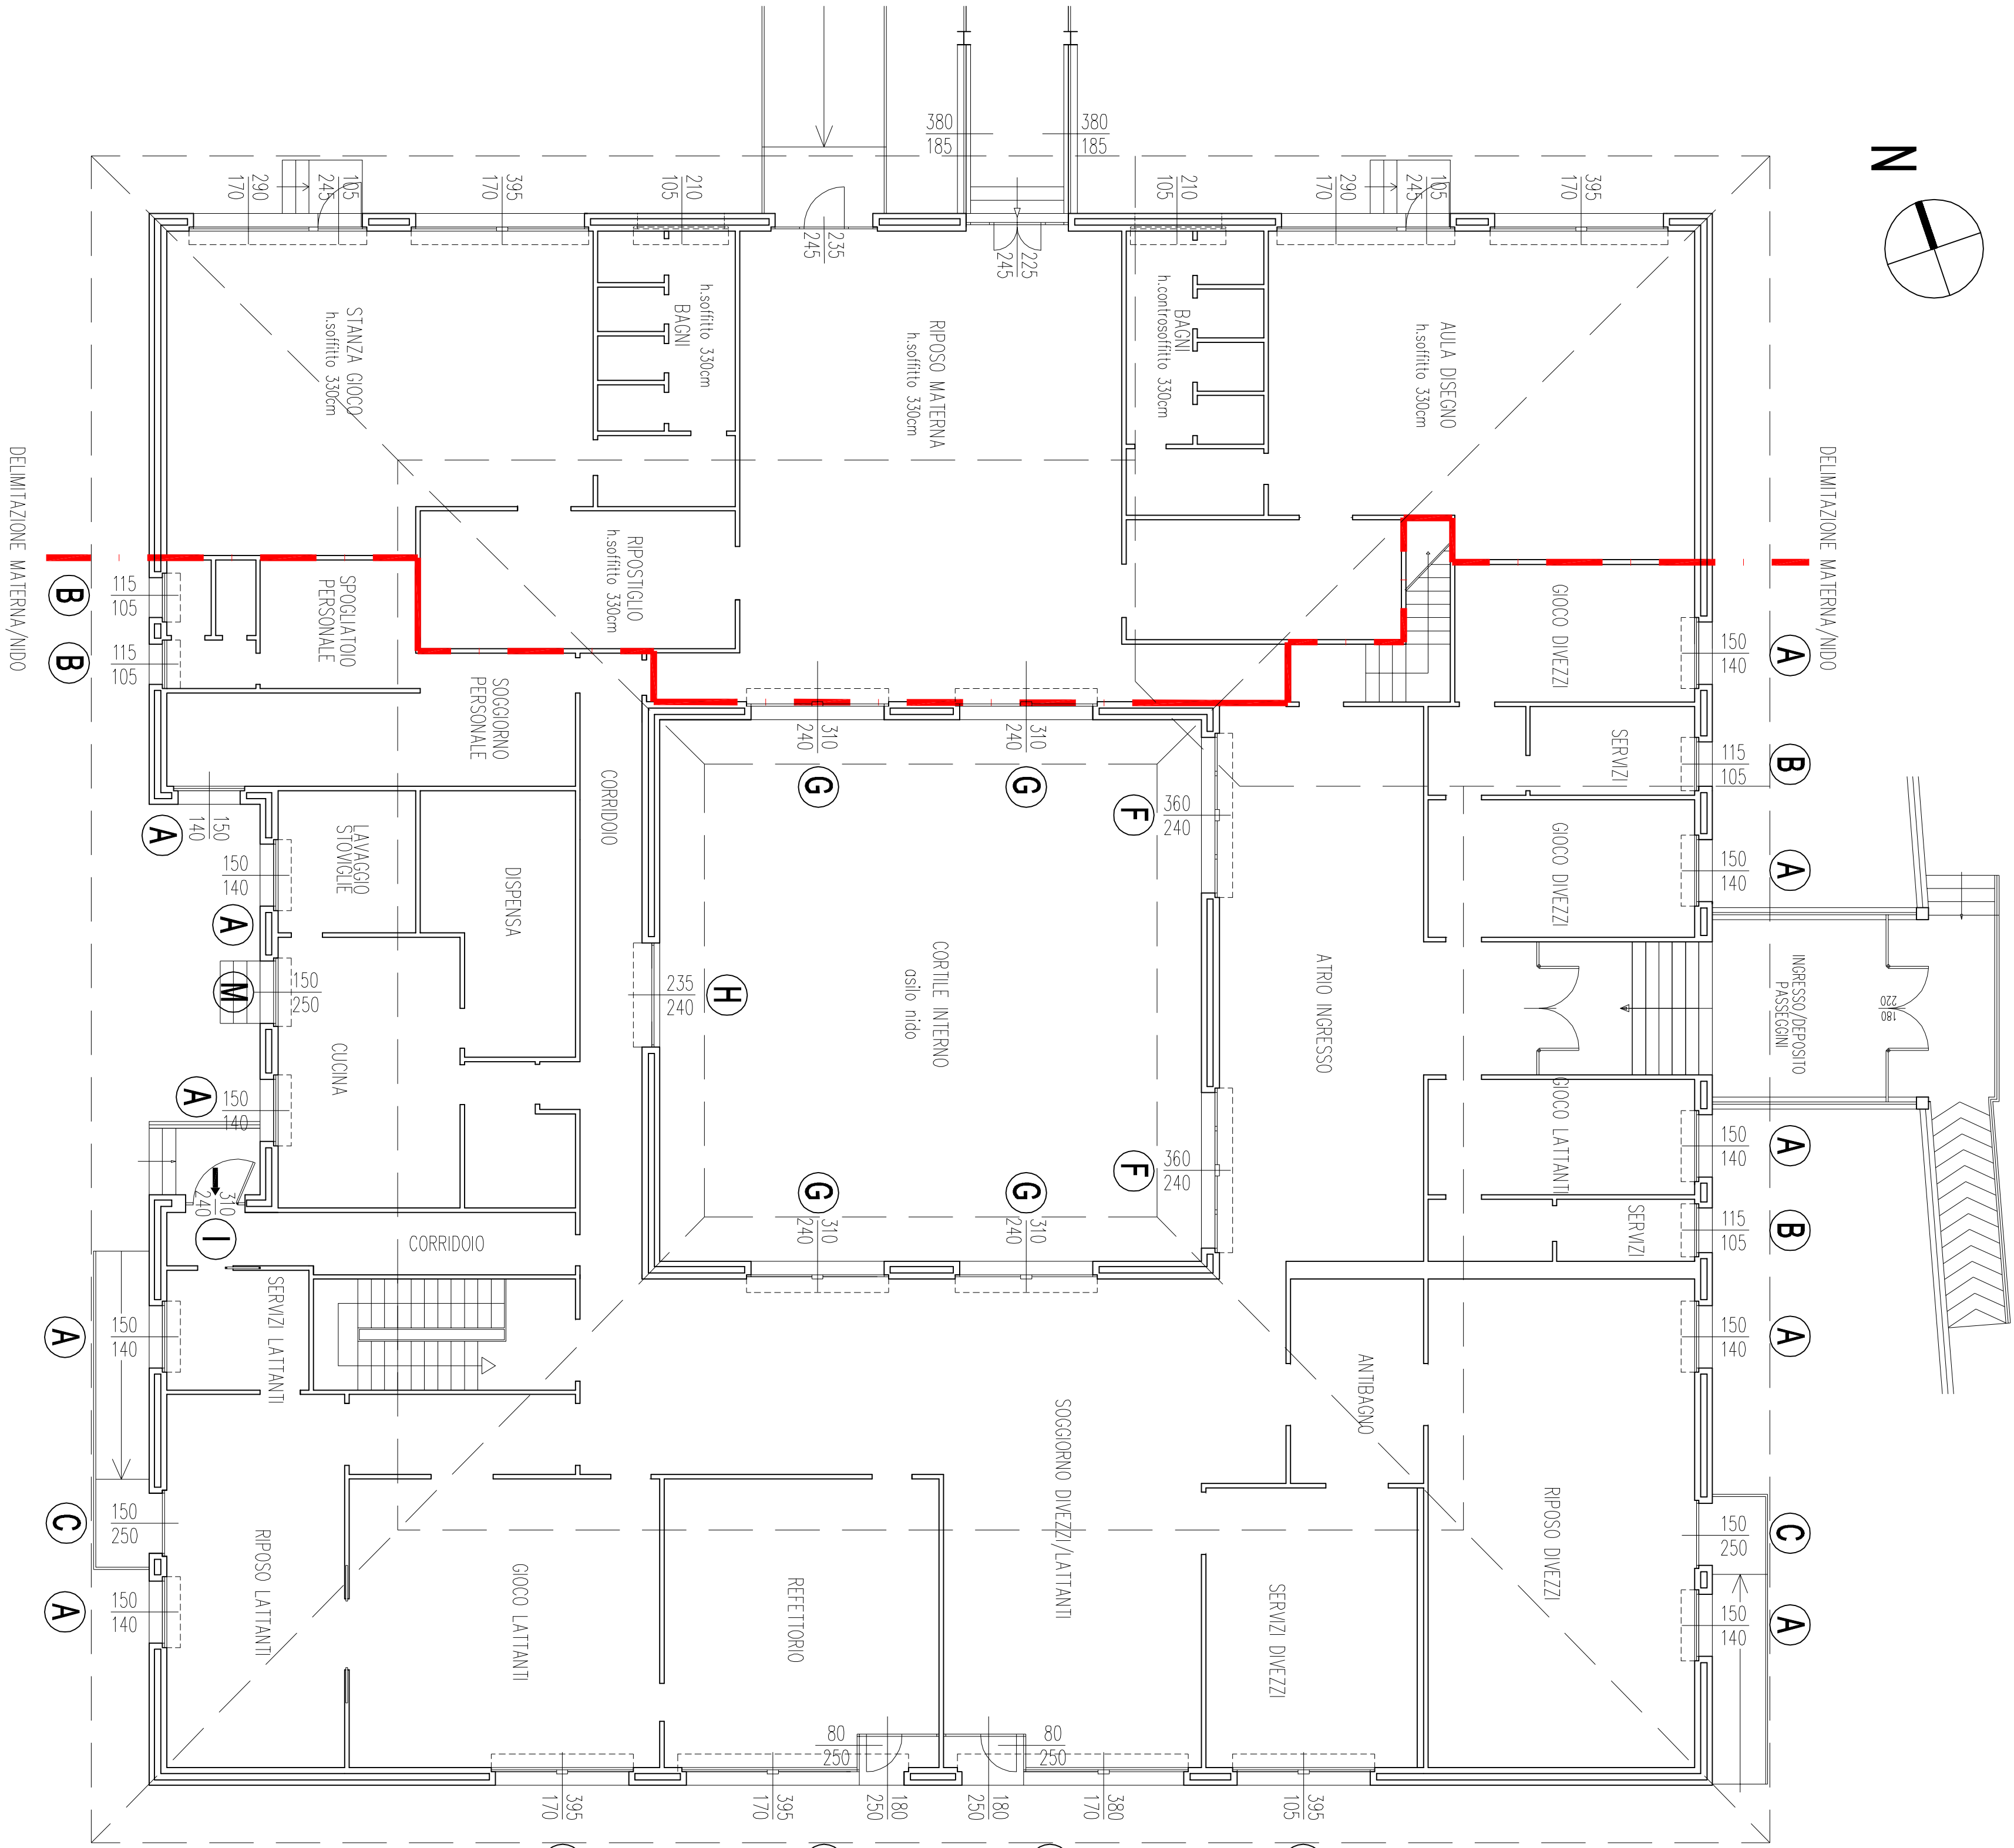 N
380
185
380
185
290
170
105
245
395
170
210
105
235
245
225
245
210
105
290
170
105
245
395
170
STANZA GIOCO
h.soffitto 330cm
BAGNI
h.soffitto 330cm
RIPOSO MATERNA
h.soffitto 330cm
BAGNI
h.controsoffitto 330cm
AULA DISEGNO
h.soffitto 330cm
DELIMITAZIONE MATERNA/NIDO
DELIMITAZIONE MATERNA/NIDO
RIPOSTIGLIO
h.soffitto 330cm
B
115
105
B
115
105
SPOGLIATOIO
PERSONALE
SOGGIORNO
PERSONALE
GIOCO DIVEZZI
150
140
A
SERVIZI
115
105
B
310
240
G
310
240
G
360
240
F
CORRIDOIO
150
140
A
LAVAGGIO
STOVIGLIE
150
140
A
DISPENSA
GIOCO DIVEZZI
150
140
A
CORTILE INTERNO
asilo nido
ATRIO INGRESSO
INGRESSO/DEPOSITO
PASSEGGINI
220
180
M
150
250
235
240
H
CUCINA
A
150
140
GIOCO LATTANTI
150
140
A
360
240
F
G
310
240
G
310
240
310
240
I
CORRIDOIO
SERVIZI
115
105
B
SERVIZI LATTANTI
A
150
140
ANTIBAGNO
150
140
A
C
150
250
A
150
140
RIPOSO LATTANTI
GIOCO LATTANTI
REFETTORIO
SOGGIORNO DIVEZZI/LATTANTI
SERVIZI DIVEZZI
RIPOSO DIVEZZI
150
250
C
150
140
A
80
250
80
250
395
170
395
170
180
250
180
250
380
170
395
105